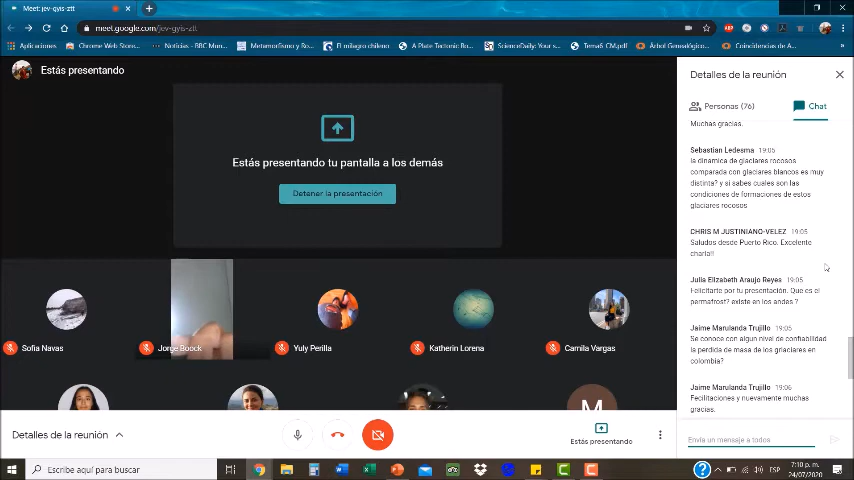 Meet: jev-gyis-ztt
meet.google.com/jev-gyis-ztt
Aplicaciones
Chrome Web Store...
Noticias - BBC Mun...
Metamorfismo y Ro...
El milagro chileno
A Plate Tectonic Bo...
ScienceDaily: Your s...
Tema6_CM.pdf
Árbol Genealógico...
Coincidencias de A...
Estás presentando
Estás presentando tu pantalla a los demás
Detener la presentación
Sofia Navas
Jorge Boock
Yuly Perilla
Katherin Lorena
Camila Vargas
M
Detalles de la reunión
Personas (76)
Chat
Muchas gracias.
Sebastian Ledesma 19:05
la dinamica de glaciares rocosos
comparada con glaciares blancos es muy
distinta? y si sabes cuales son las
condiciones de formaciones de estos
glaciares rocosos
CHRIS M JUSTINIANO-VELEZ 19:05
Saludos desde Puerto Rico. Excelente
charla!!
Julia Elizabeth Araujo Reyes 19:05
Felicitarte por tu presentación. Que es el
permafrost? existe en los andes ?
Jaime Marulanda Trujillo 19:05
Se conoce con algun nivel de confiabilidad
la perdida de masa de los glriaciares en
colombia?
Jaime Marulanda Trujillo 19:06
Fecilitaciones y nuevamente muchas
gracias.
Envía un mensaje a todos
Detalles de la reunión
Estás presentando
Escribe aquí para buscar
ESP
7:10 p. m.
24/07/2020